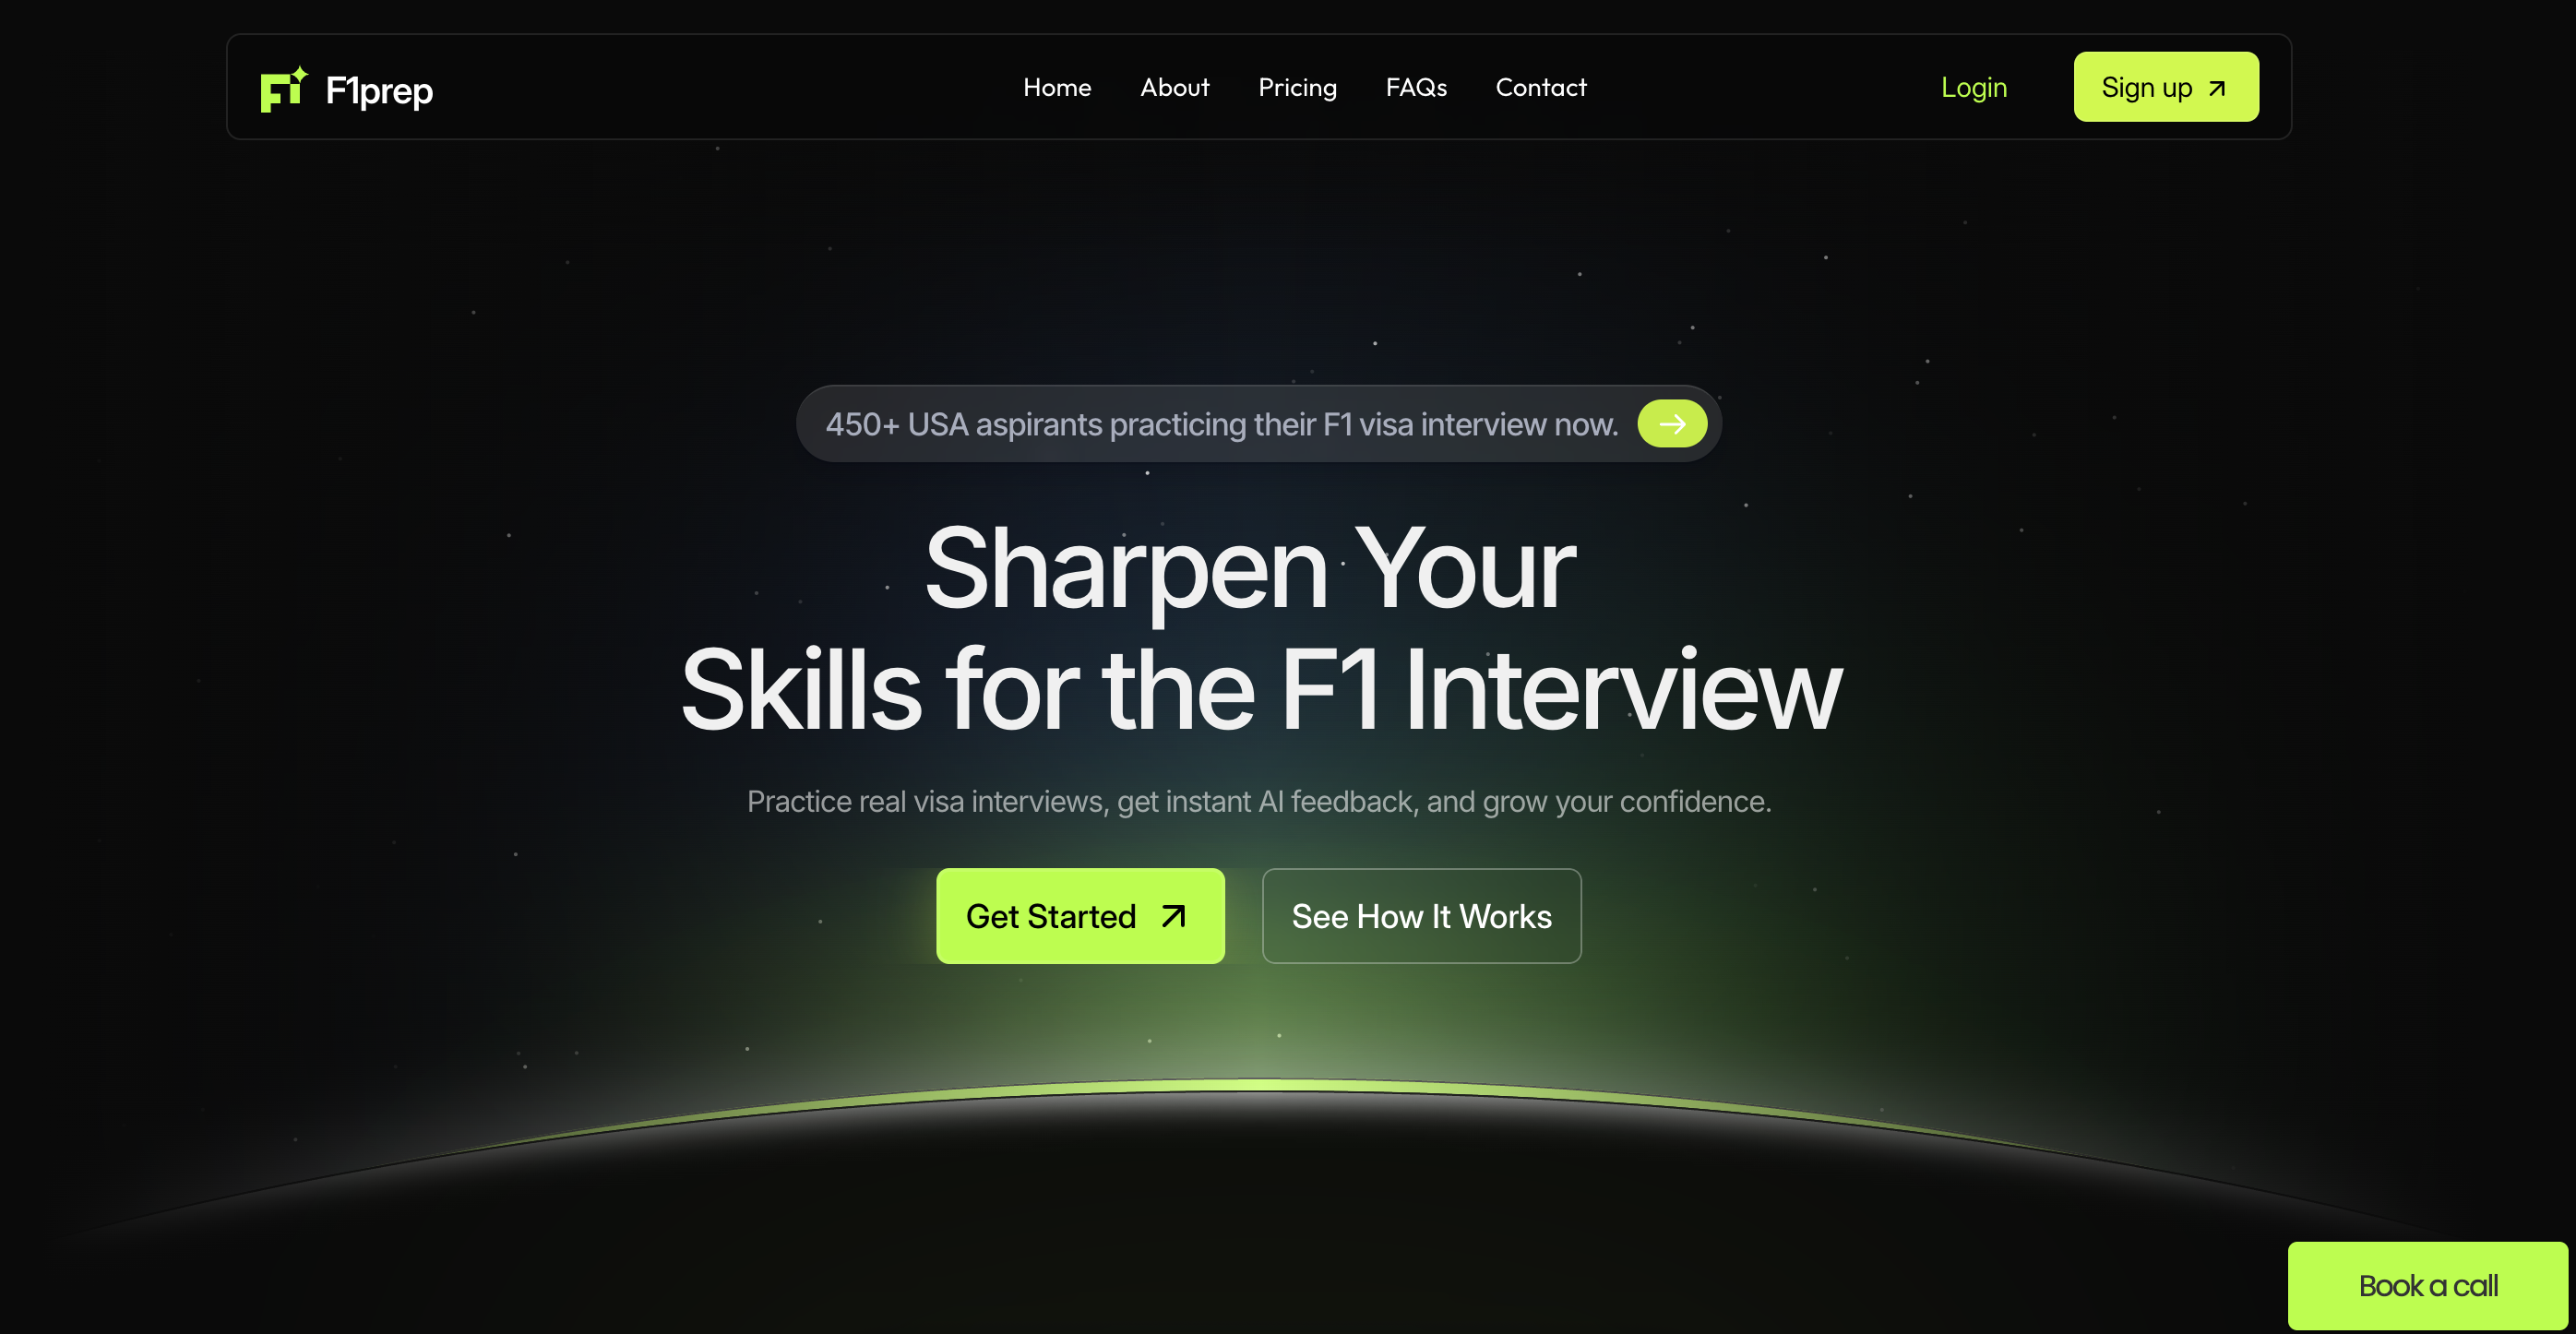 F1prep
Home About Pricing FAQs Contact
Login
Sign up
450+ USA aspirants practicing their F1 visa interview now.
Sharpen Your
Skills for the F1 Interview
Practice real visa interviews, get instant AI feedback, and grow your confidence.
Get Started
See How It Works
Book a call